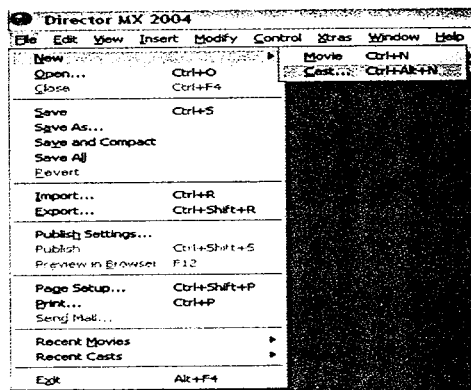 Director MX 2004
File Edit View Insert Modify Control Xtras Window Help
New
Movie Ctrl+N
Cast... Ctrl+Alt+N
Open... Ctrl+O
Close Ctrl+F4
Save Ctrl+S
Save As...
Save and Compact
Save All
Revert
Import... Ctrl+R
Export... Ctrl+Shift+R
Publish Settings...
Publish Ctrl+Shift+S
Preview in Browser F12
Page Setup... Ctrl+Shift+P
Print... Ctrl+P
Send Mail...
Recent Movies
Recent Casts
Exit Alt+F4